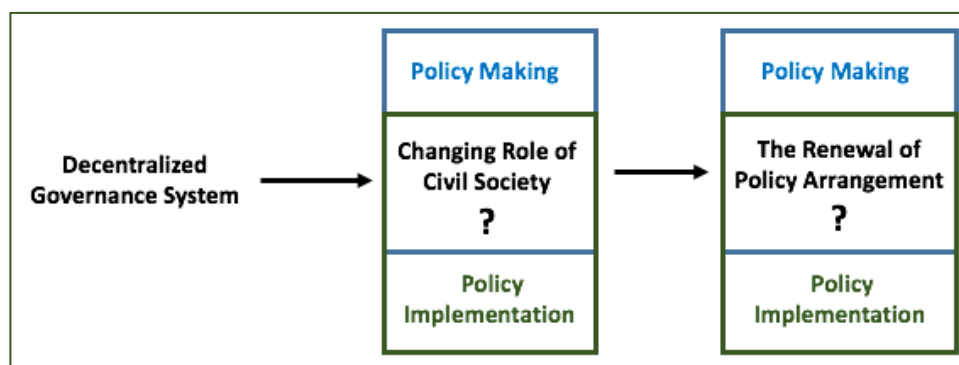 Decentralized
Governance System
Policy Making
Changing Role of
Civil Society
?
Policy
Implementation
Policy Making
The Renewal of
Policy Arrangement
?
Policy
Implementation